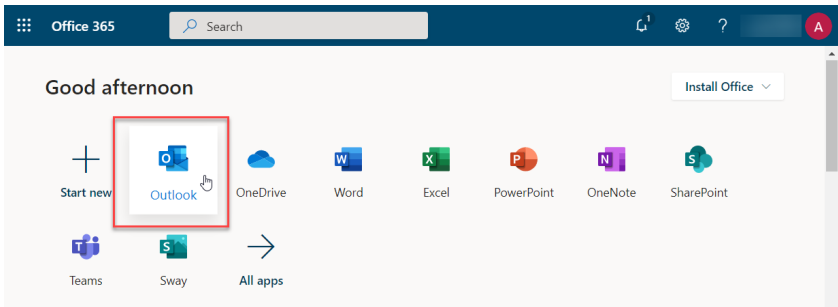 Office 365 Search 1 ? A
Good afternoon Install Office
Start new Outlook OneDrive Word Excel PowerPoint OneNote SharePoint
Teams Sway All apps